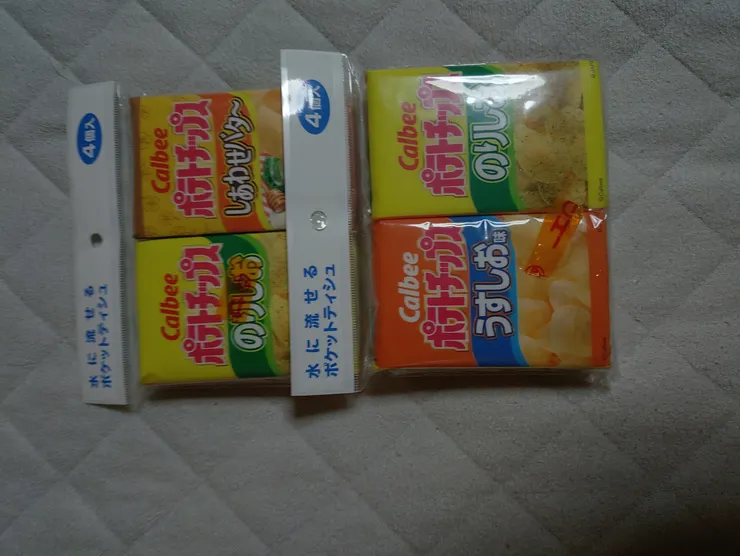 4個入
水に流せる
ポケットティシュ
Calbee
ポテトチップス
しあわせバタ〜
Calbee
ポテトチップス
のりしお
4個入
水に流せる
ポケットティシュ
Calbee
ポテトチップス
のりしお
Calbee
ポテトチップス
うすしお味